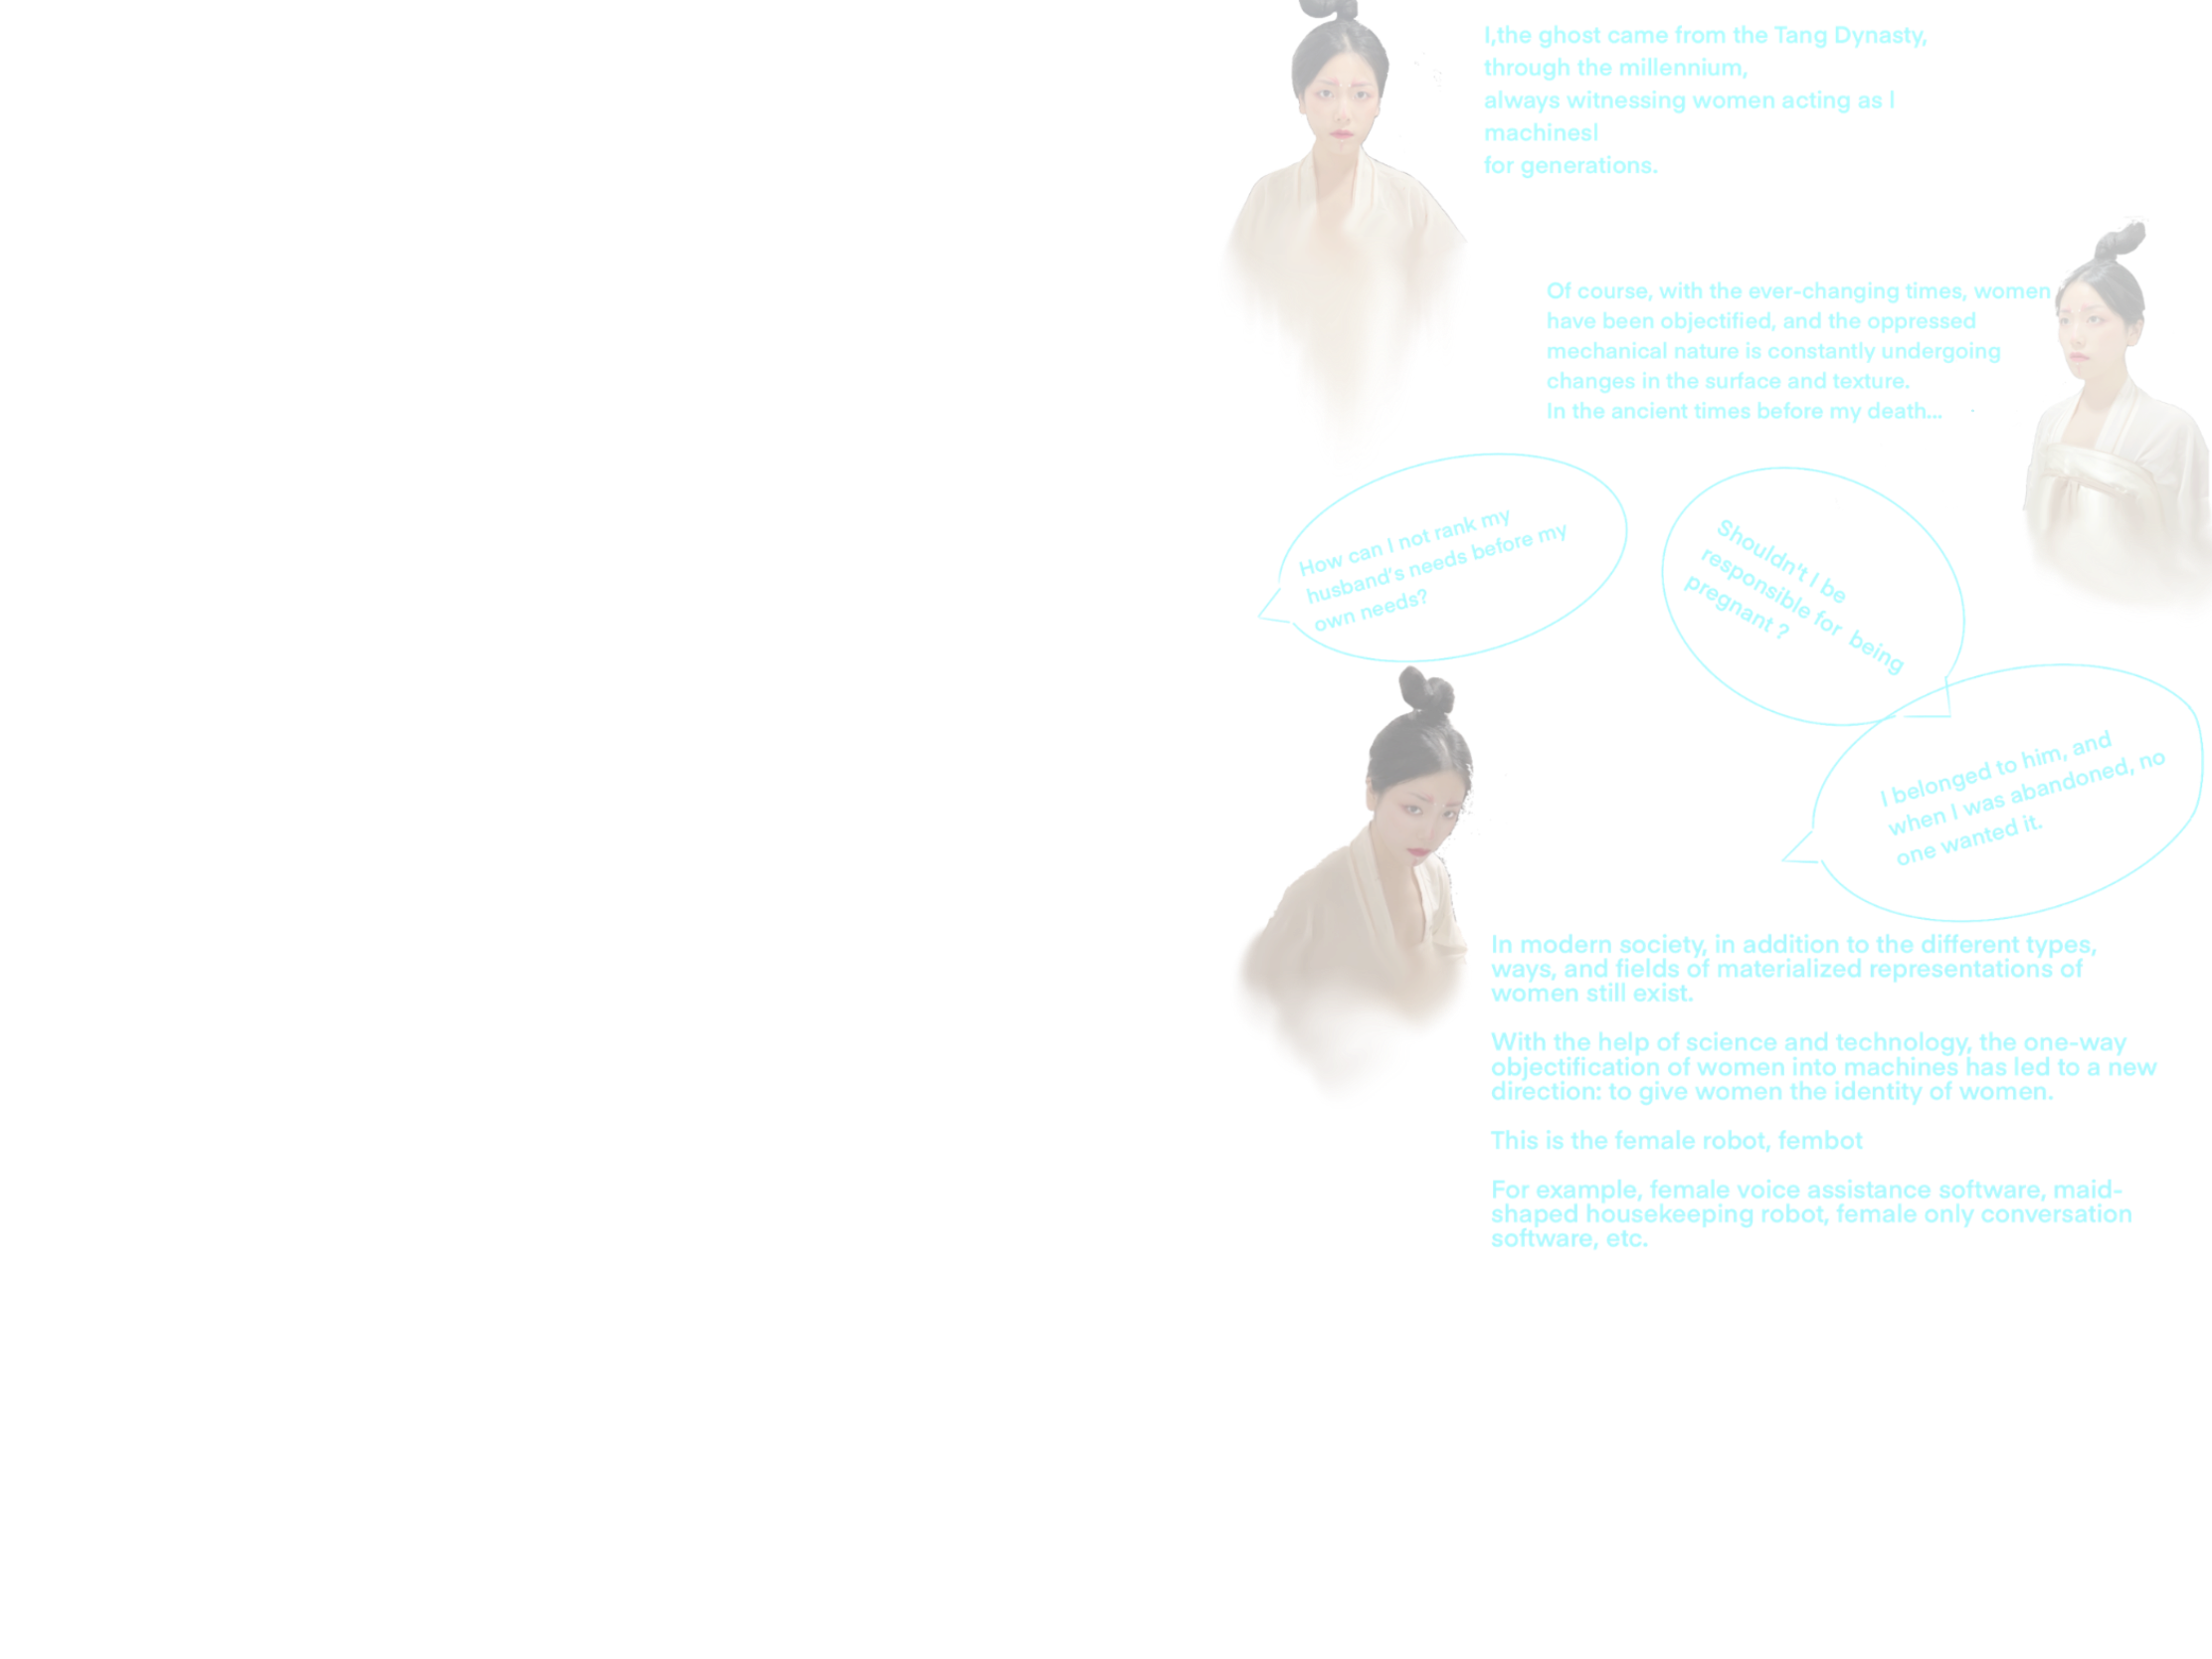 I,the ghost came from the Tang Dynasty,
through the millennium,
always witnessing women acting as l
machinesl
for generations.
Of course, with the ever-changing times, women
have been objectified, and the oppressed
mechanical nature is constantly undergoing
changes in the surface and texture.
In the ancient times before my death...
How can I not rank my
husband's needs before my
own needs?
Shouldn't I be
responsible for being
pregnant ?
I belonged to him, and
when I was abandoned, no
one wanted it.
In modern society, in addition to the different types,
ways, and fields of materialized representations of
women still exist.
With the help of science and technology, the one-way
objectification of women into machines has led to a new
direction: to give women the identity of women.
This is the female robot, fembot
For example, female voice assistance software, maid-
shaped housekeeping robot, female only conversation
software, etc.